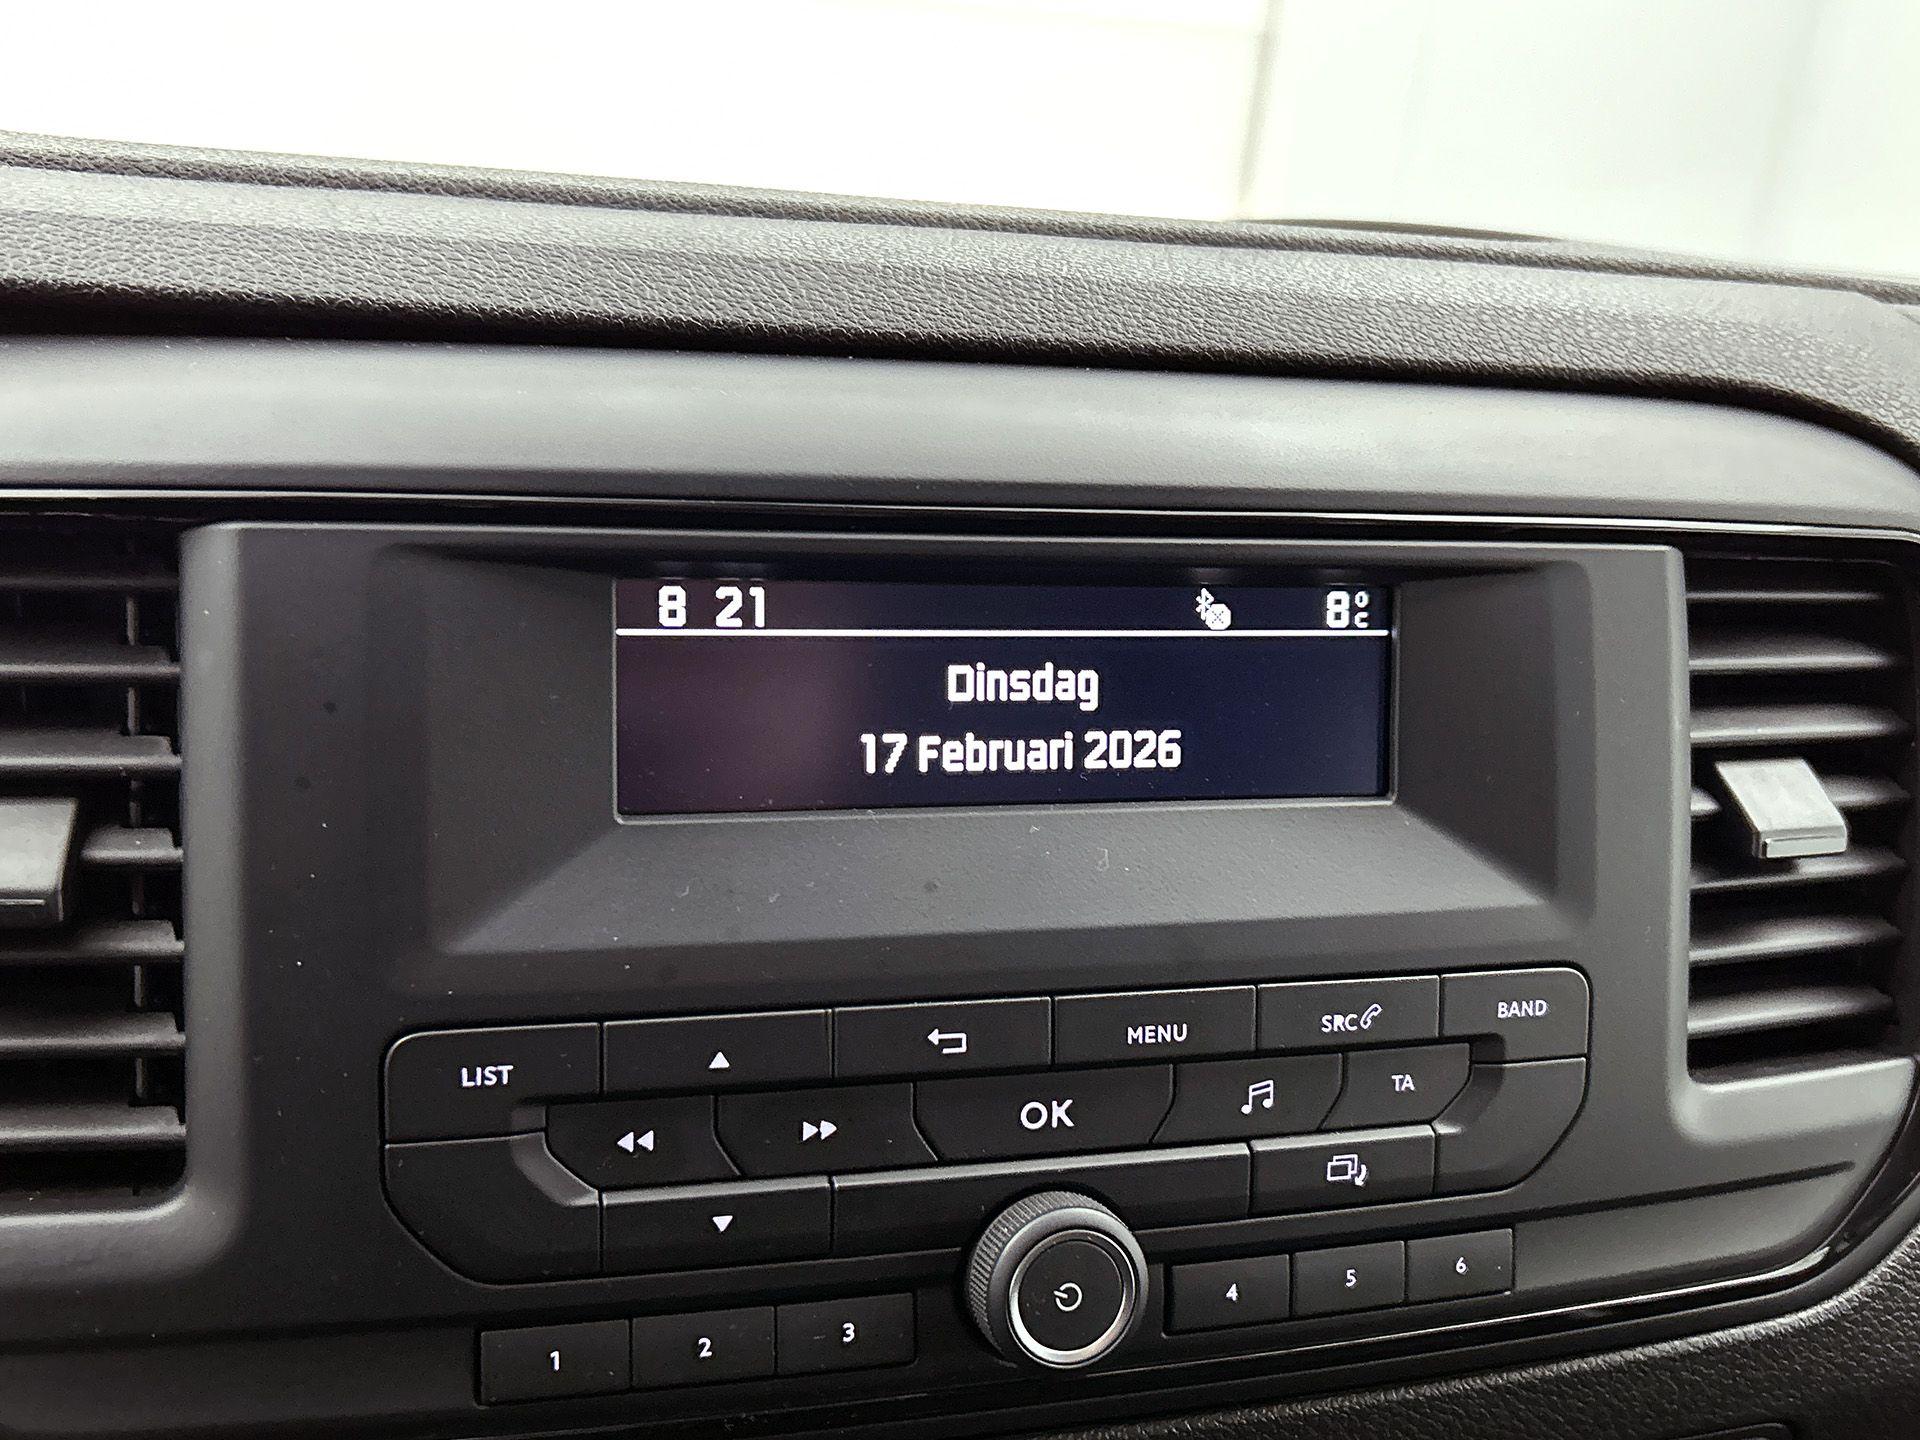 8 21 8°C
Dinsdag
17 Februari 2026
LIST MENU SRC BAND
OK TA
1 2 3 4 5 6